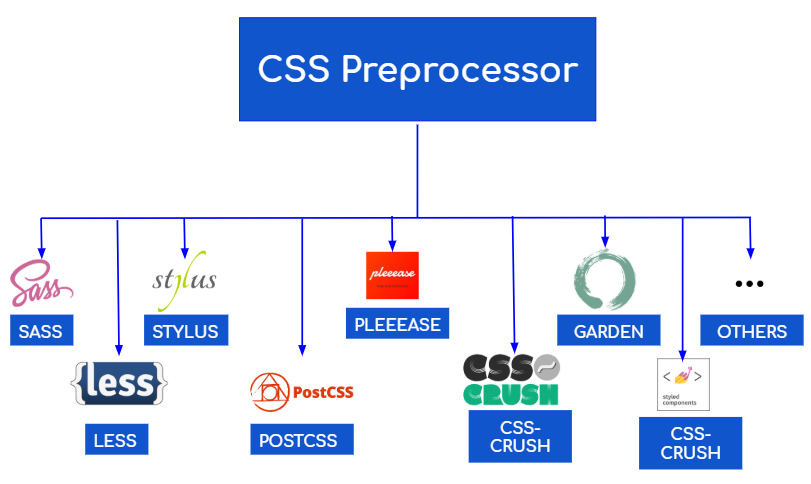 CSS Preprocessor
Sass
SASS
stylus
STYLUS
pleeease
PLEEEASE
GARDEN
...
OTHERS
{less}
LESS
PostCSS
POSTCSS
CSS
CRUSH
CSS-
CRUSH
< >
styled
components
CSS-
CRUSH